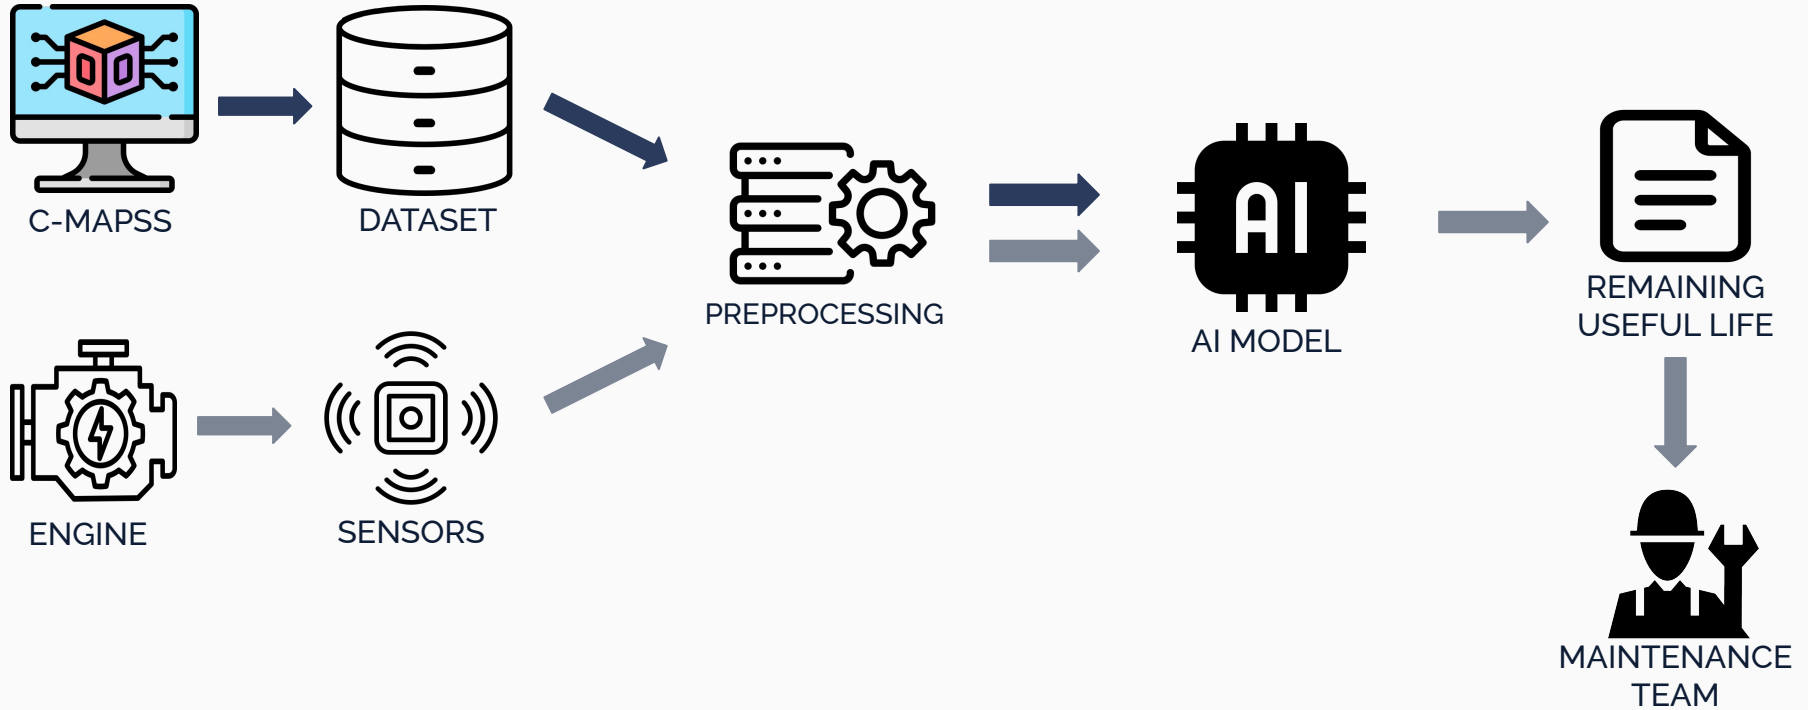 C-MAPSS
DATASET
PREPROCESSING
AI
AI MODEL
REMAINING
USEFUL LIFE
ENGINE
SENSORS
MAINTENANCE
TEAM